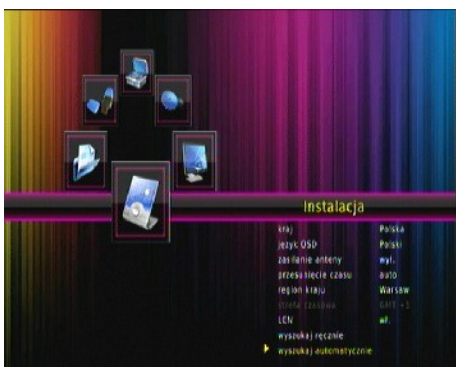 Instalacja
kraj Polska
język OSD Polski
zasilanie anteny wył.
przesunięcie czasu auto
region kraju Warsaw
strefa czasowa GMT +1
LCN wł.
wyszukaj ręcznie
wyszukaj automatycznie